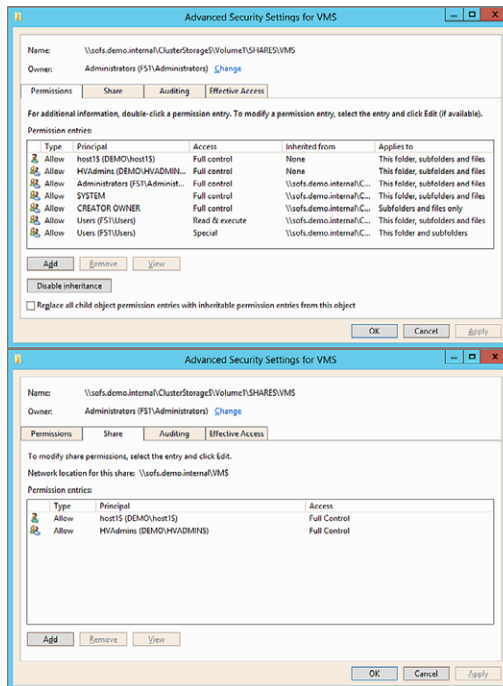 Advanced Security Settings for VMS
Name: \\sofs.demo.internal\ClusterStorage$\Volume1\SHARES\VMS
Owner: Administrators (FS1\Administrators) Change
Permissions Share Auditing Effective Access
For additional information, double-click a permission entry. To modify a permission entry, select the entry and click Edit (if available).
Permission entries:
Type Principal Access Inherited from Applies to
Allow host1$ (DEMO\host1$) Full control None This folder, subfolders and files
Allow HVAdmins (DEMO\HVADMIN... Full control None This folder, subfolders and files
Allow Administrators (FS1\Administ... Full control \\sofs.demo.internal\C... This folder, subfolders and files
Allow SYSTEM Full control \\sofs.demo.internal\C... This folder, subfolders and files
Allow CREATOR OWNER Full control \\sofs.demo.internal\C... Subfolders and files only
Allow Users (FS1\Users) Read & execute \\sofs.demo.internal\C... This folder, subfolders and files
Allow Users (FS1\Users) Special \\sofs.demo.internal\C... This folder and subfolders
Add Remove View
Disable inheritance
Replace all child object permission entries with inheritable permission entries from this object
OK Cancel Apply
Advanced Security Settings for VMS
Name: \\sofs.demo.internal\ClusterStorage$\Volume1\SHARES\VMS
Owner: Administrators (FS1\Administrators) Change
Permissions Share Auditing Effective Access
To modify share permissions, select the entry and click Edit.
Network location for this share: \\sofs.demo.internal\VM$
Permission entries:
Type Principal Access
Allow host1$ (DEMO\host1$) Full Control
Allow HVAdmins (DEMO\HVADMINS) Full Control
Add Remove View
OK Cancel Apply